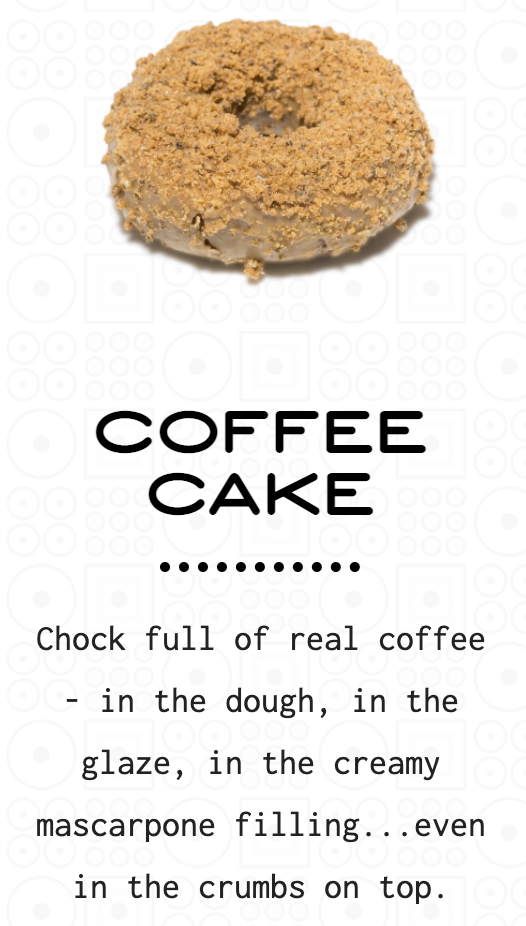 COFFEE
CAKE
Chock full of real coffee
- in the dough, in the
glaze, in the creamy
mascarpone filling...even
in the crumbs on top.